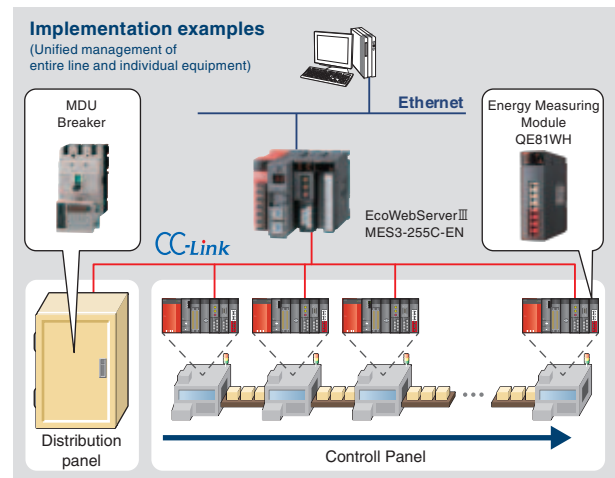 Implementation examples
(Unified management of
entire line and individual equipment)
MDU
Breaker
Ethernet
Energy Measuring
Module
QE81WH
EcoWebServerⅢ
MES3-255C-EN
CC-Link
Distribution
panel
Controll Panel